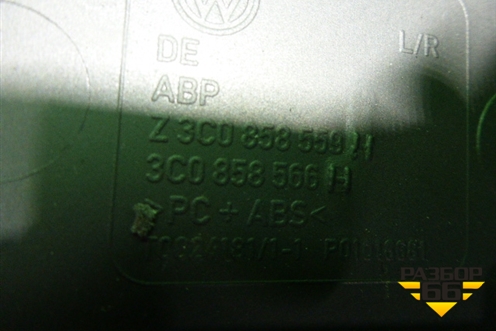 DE L/R
ABP
Z 3C0 858 559 H
3C0 858 566 H
>PC + ABS<
РАЗБОР
66